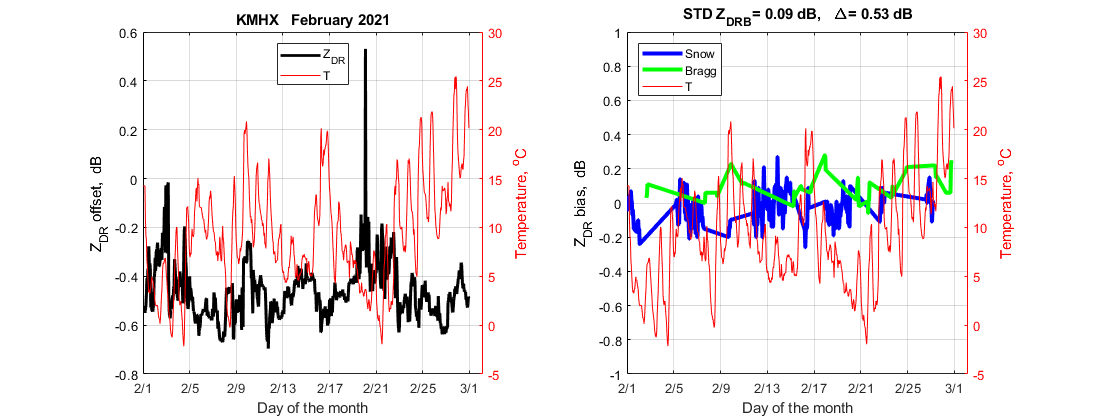 KMHX February 2021
0.6
0.4
0.2
0
-0.2
-0.4
-0.6
-0.8
Z_DR offset, dB
Z_DR
T
30
25
20
15
10
5
0
-5
Temperature, °C
2/1 2/5 2/9 2/13 2/17 2/21 2/25 3/1
Day of the month
STD Z_DRB= 0.09 dB, Δ= 0.53 dB
1
0.8
0.6
0.4
0.2
0
-0.2
-0.4
-0.6
-0.8
-1
Z_DR bias, dB
Snow
Bragg
T
30
25
20
15
10
5
0
-5
Temperature, °C
2/1 2/5 2/9 2/13 2/17 2/21 2/25 3/1
Day of the month